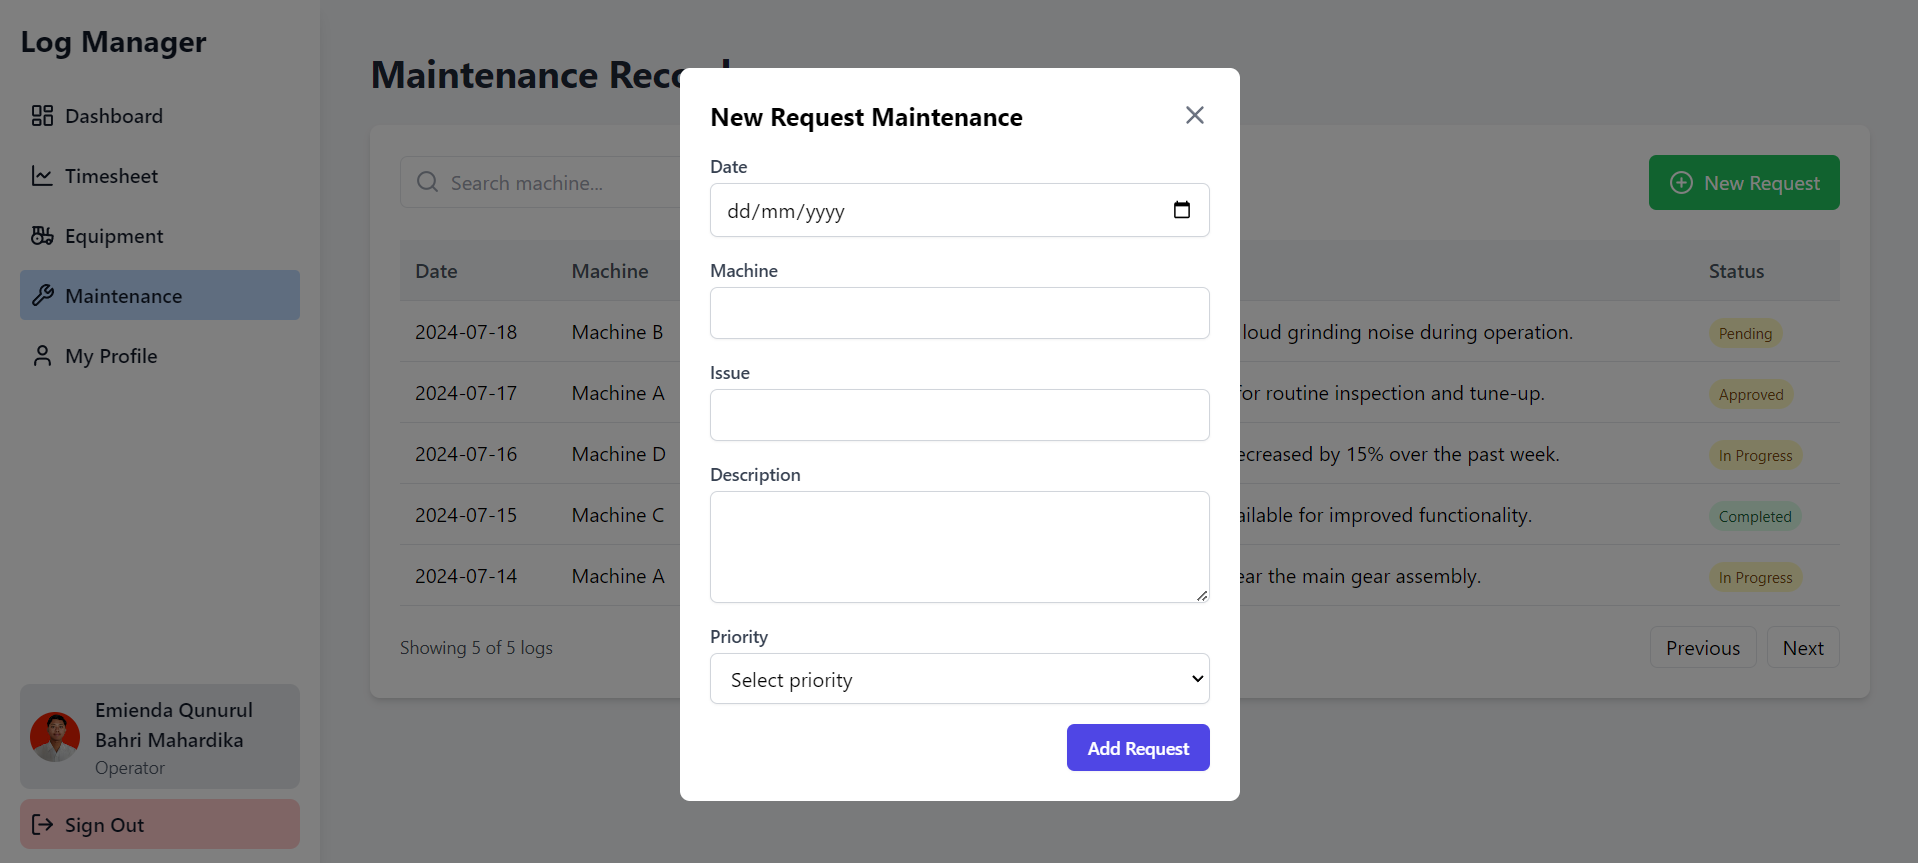 Log Manager
Dashboard
Timesheet
Equipment
Maintenance
My Profile
Emienda Qunurul
Bahri Mahardika
Operator
Sign Out
Maintenance
Search machine...
New Request
Date Machine Status
2024-07-18 Machine B loud grinding noise during operation. Pending
2024-07-17 Machine A for routine inspection and tune-up. Approved
2024-07-16 Machine D by 15% over the past week. In Progress
2024-07-15 Machine C for improved functionality. Completed
2024-07-14 Machine A the main gear assembly. In Progress
Showing 5 of 5 logs
Previous Next
New Request Maintenance
Date
dd/mm/yyyy
Machine
Issue
Description
Priority
Select priority
Add Request